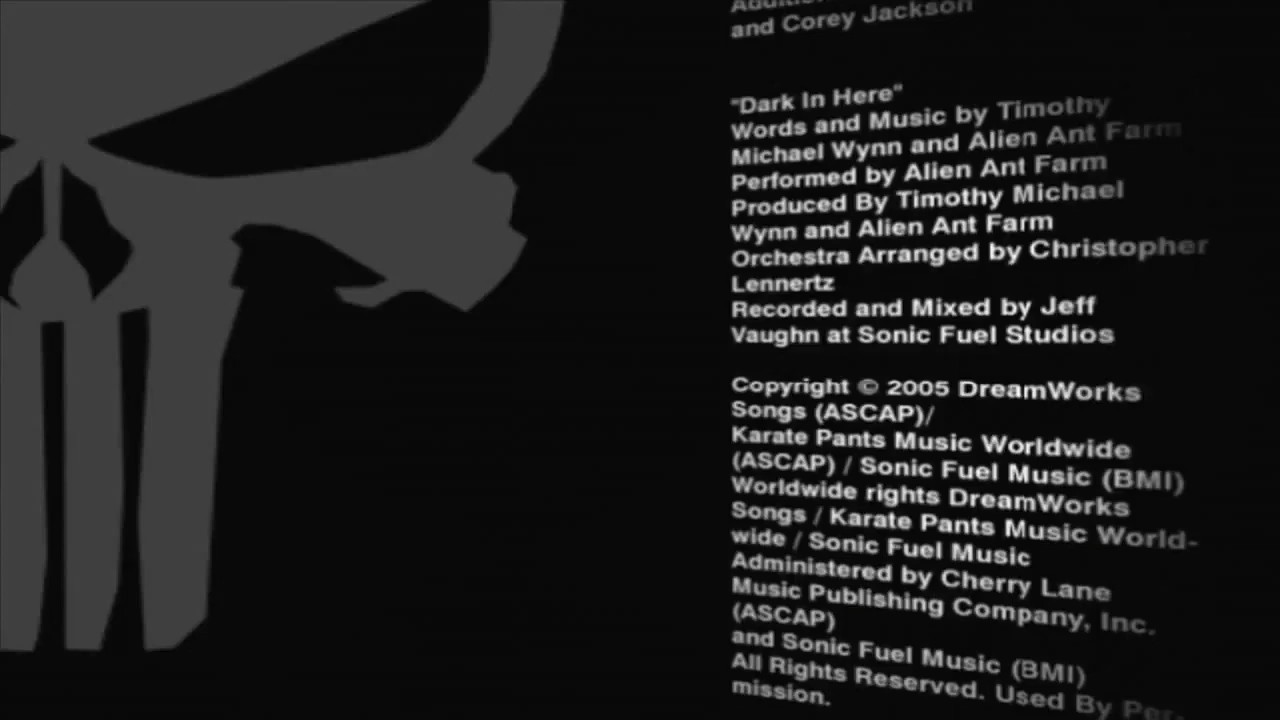 and Corey Jackson
"Dark In Here"
Words and Music by Timothy
Michael Wynn and Alien Ant Farm
Performed by Alien Ant Farm
Produced By Timothy Michael
Wynn and Alien Ant Farm
Orchestra Arranged by Christopher
Lennertz
Recorded and Mixed by Jeff
Vaughn at Sonic Fuel Studios
Copyright © 2005 DreamWorks
Songs (ASCAP)/
Karate Pants Music Worldwide
(ASCAP) / Sonic Fuel Music (BMI)
Worldwide rights DreamWorks
Songs / Karate Pants Music World-
wide / Sonic Fuel Music
Administered by Cherry Lane
Music Publishing Company, Inc.
(ASCAP)
and Sonic Fuel Music (BMI)
All Rights Reserved. Used By Per-
mission.